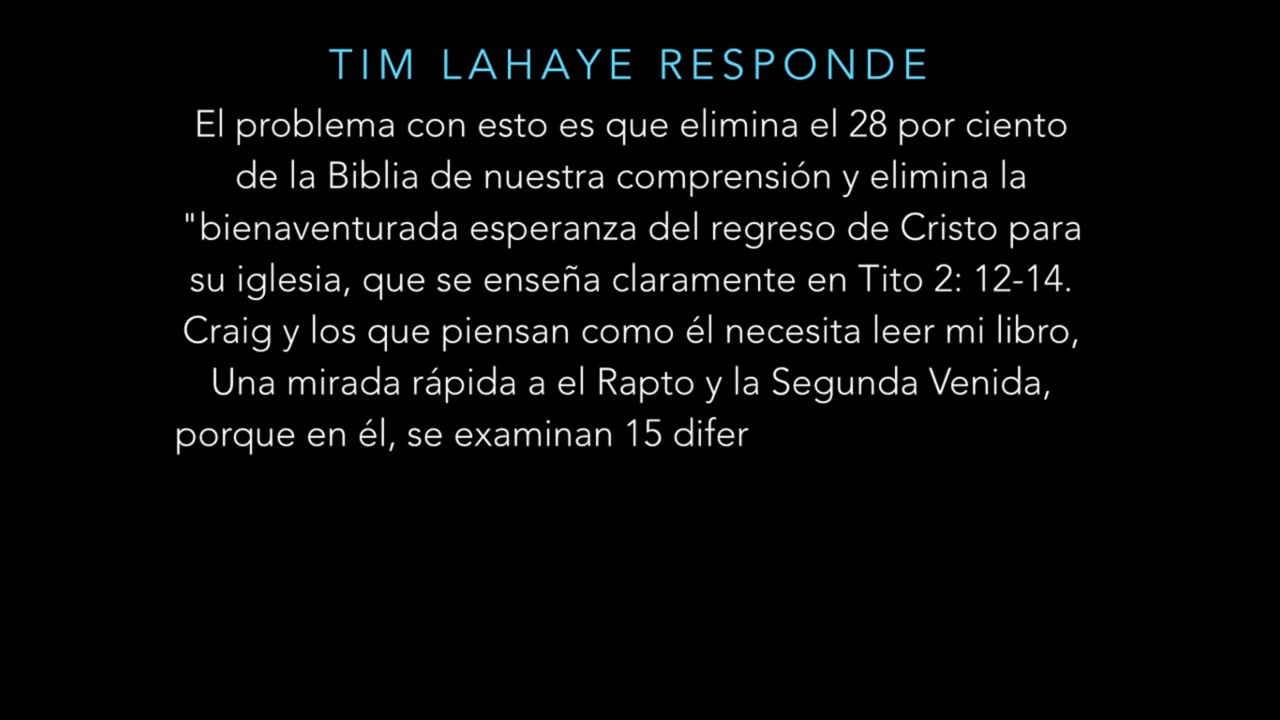 TIM LAHAYE RESPONDE
El problema con esto es que elimina el 28 por ciento
de la Biblia de nuestra comprensión y elimina la
"bienaventurada esperanza del regreso de Cristo para
su iglesia, que se enseña claramente en Tito 2: 12-14.
Craig y los que piensan como él necesita leer mi libro,
Una mirada rápida a el Rapto y la Segunda Venida,
porque en él, se examinan 15 difer